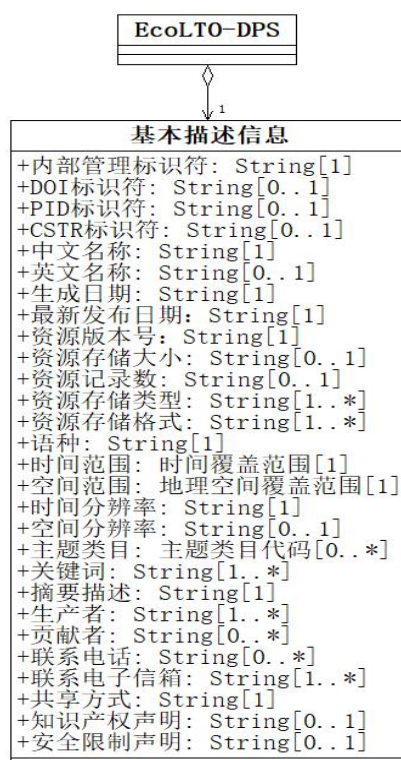 EcoLTO-DPS
1
基本描述信息
+内部管理标识符: String[1]
+DOI标识符: String[0..1]
+PID标识符: String[0..1]
+CSTR标识符: String[0..1]
+中文名称: String[1]
+英文名称: String[0..1]
+生成日期: String[1]
+最新发布日期: String[1]
+资源版本号: String[1]
+资源存储大小: String[0..1]
+资源记录数: String[0..1]
+资源存储类型: String[1..*]
+资源存储格式: String[1..*]
+语种: String[1]
+时间范围: 时间覆盖范围[1]
+空间范围: 地理空间覆盖范围[1]
+时间分辨率: String[1]
+空间分辨率: String[0..1]
+主题类目: 主题类目代码[0..*]
+关键词: String[1..*]
+摘要描述: String[1]
+生产者: String[1..*]
+贡献者: String[0..*]
+联系电话: String[0..*]
+联系电子信箱: String[1..*]
+共享方式: String[1]
+知识产权声明: String[0..1]
+安全限制声明: String[0..1]